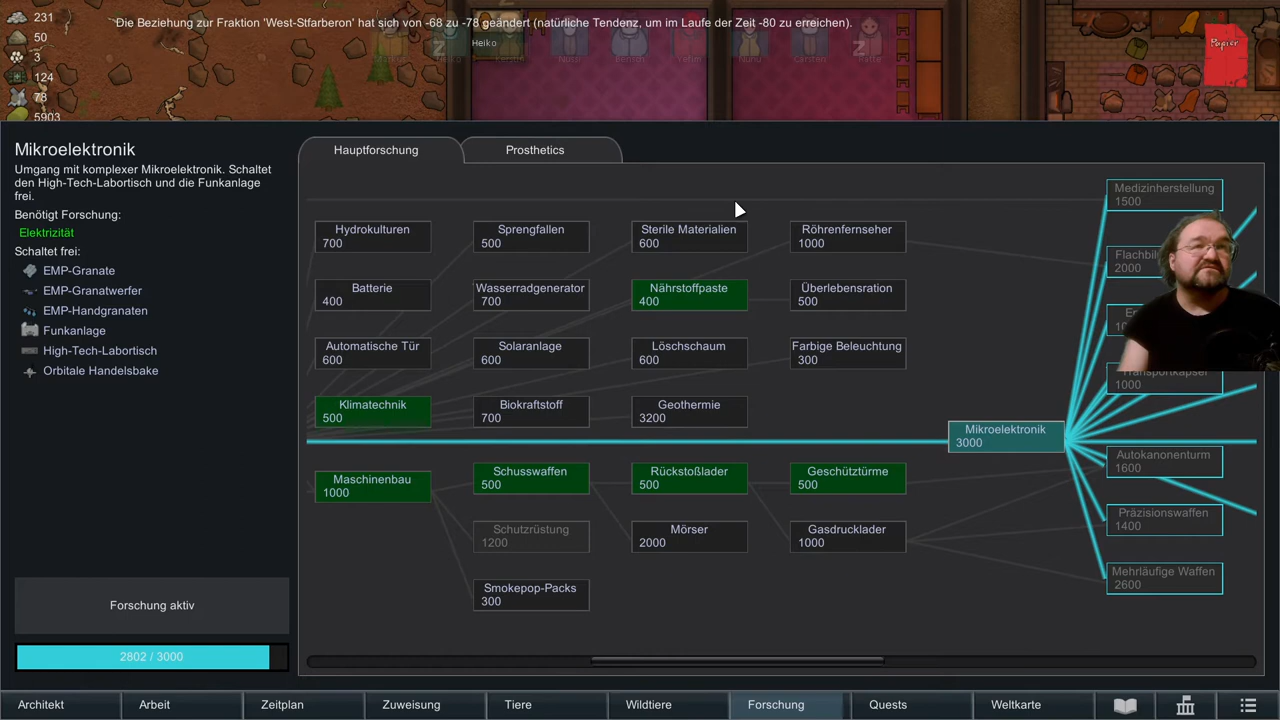 231
Die Beziehung zur Fraktion 'West-Stfarberon' hat sich von -68 zu -78 geändert (natürliche Tendenz, um im Laufe der Zeit -80 zu erreichen).
50
Heiko
Papier
3
124
78
5903
Mikroelektronik
Umgang mit komplexer Mikroelektronik. Schaltet
den High-Tech-Labortisch und die Funkanlage
frei.
Benötigt Forschung:
Elektrizität
Schaltet frei:
EMP-Granate
EMP-Granatwerfer
EMP-Handgranaten
Funkanlage
High-Tech-Labortisch
Orbitale Handelsbake
Forschung aktiv
2802 / 3000
Hauptforschung
Prosthetics
Hydrokulturen
700
Sprengfallen
500
Sterile Materialien
600
Röhrenfernseher
1000
Batterie
400
Wasserradgenerator
700
Nährstoffpaste
400
Überlebensration
500
Automatische Tür
600
Solaranlage
600
Löschschaum
600
Farbige Beleuchtung
300
Klimatechnik
500
Biokraftstoff
700
Geothermie
3200
Mikroelektronik
3000
Maschinenbau
1000
Schusswaffen
500
Rückstoßlader
500
Geschütztürme
500
Schutzrüstung
1200
Mörser
2000
Gasdrucklader
1000
Smokepop-Packs
300
Medizinherstellung
1500
2000
Transportkapsel
1000
Autokanonenturm
1600
Präzisionswaffen
1400
Mehrläufige Waffen
2600
Architekt
Arbeit
Zeitplan
Zuweisung
Tiere
Wildtiere
Forschung
Quests
Weltkarte